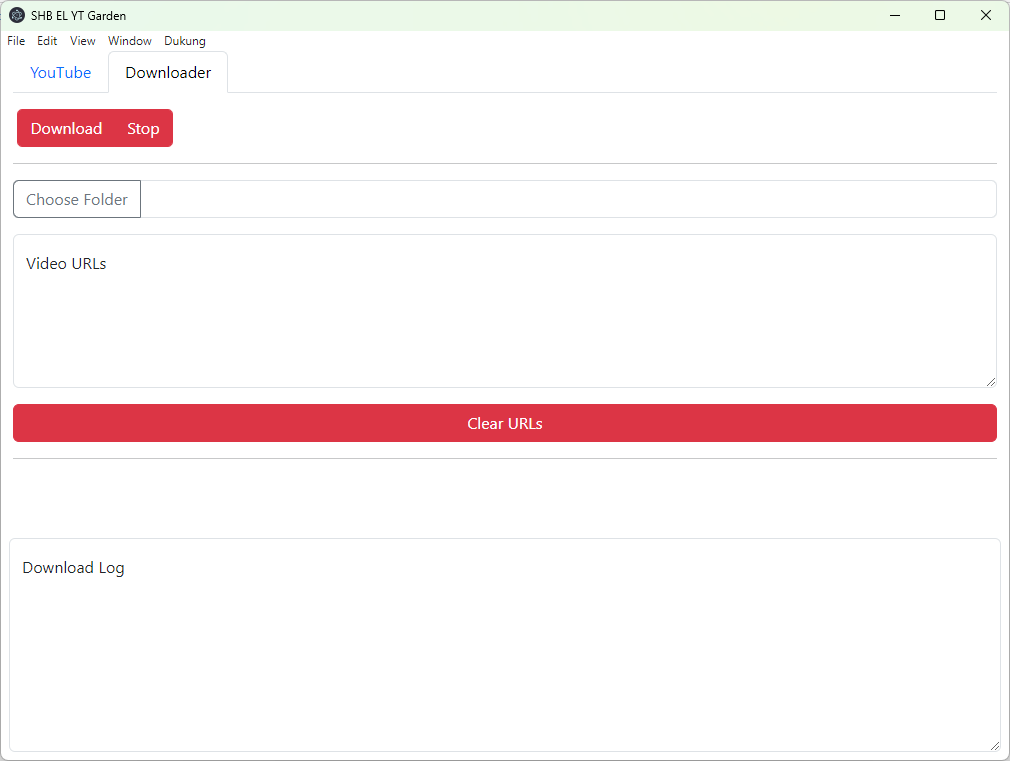 SHB EL YT Garden
File Edit View Window Dukung
YouTube Downloader
Download Stop
Choose Folder
Video URLs
Clear URLs
Download Log